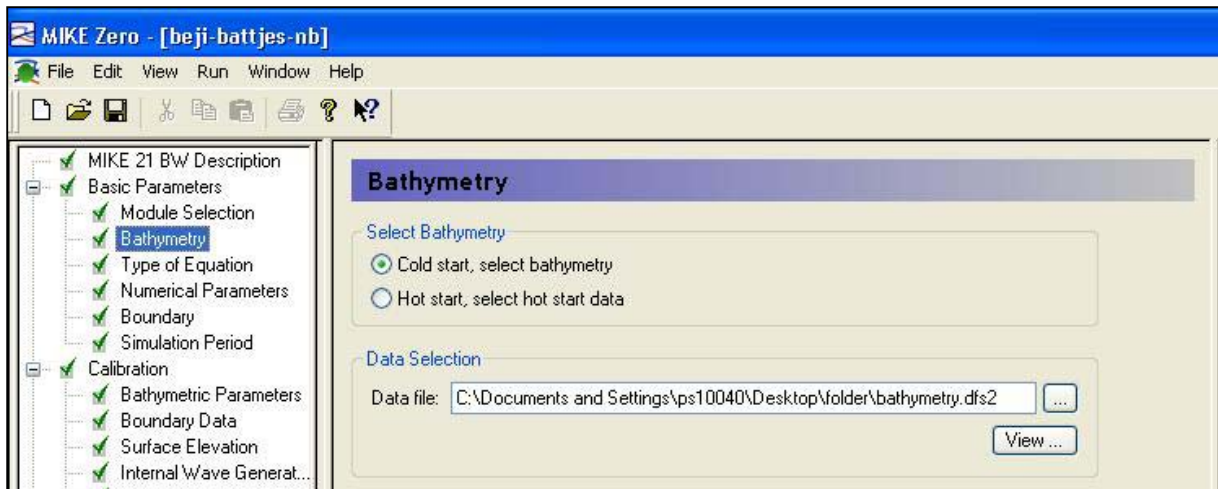 MIKE Zero - [beji-battjes-nb]
File Edit View Run Window Help
MIKE 21 BW Description
Basic Parameters
Module Selection
Bathymetry
Type of Equation
Numerical Parameters
Boundary
Simulation Period
Calibration
Bathymetric Parameters
Boundary Data
Surface Elevation
Internal Wave Generat...
Bathymetry
Select Bathymetry
Cold start, select bathymetry
Hot start, select hot start data
Data Selection
Data file: C:\Documents and Settings\ps10040\Desktop\folder\bathymetry.dfs2 ...
View ...